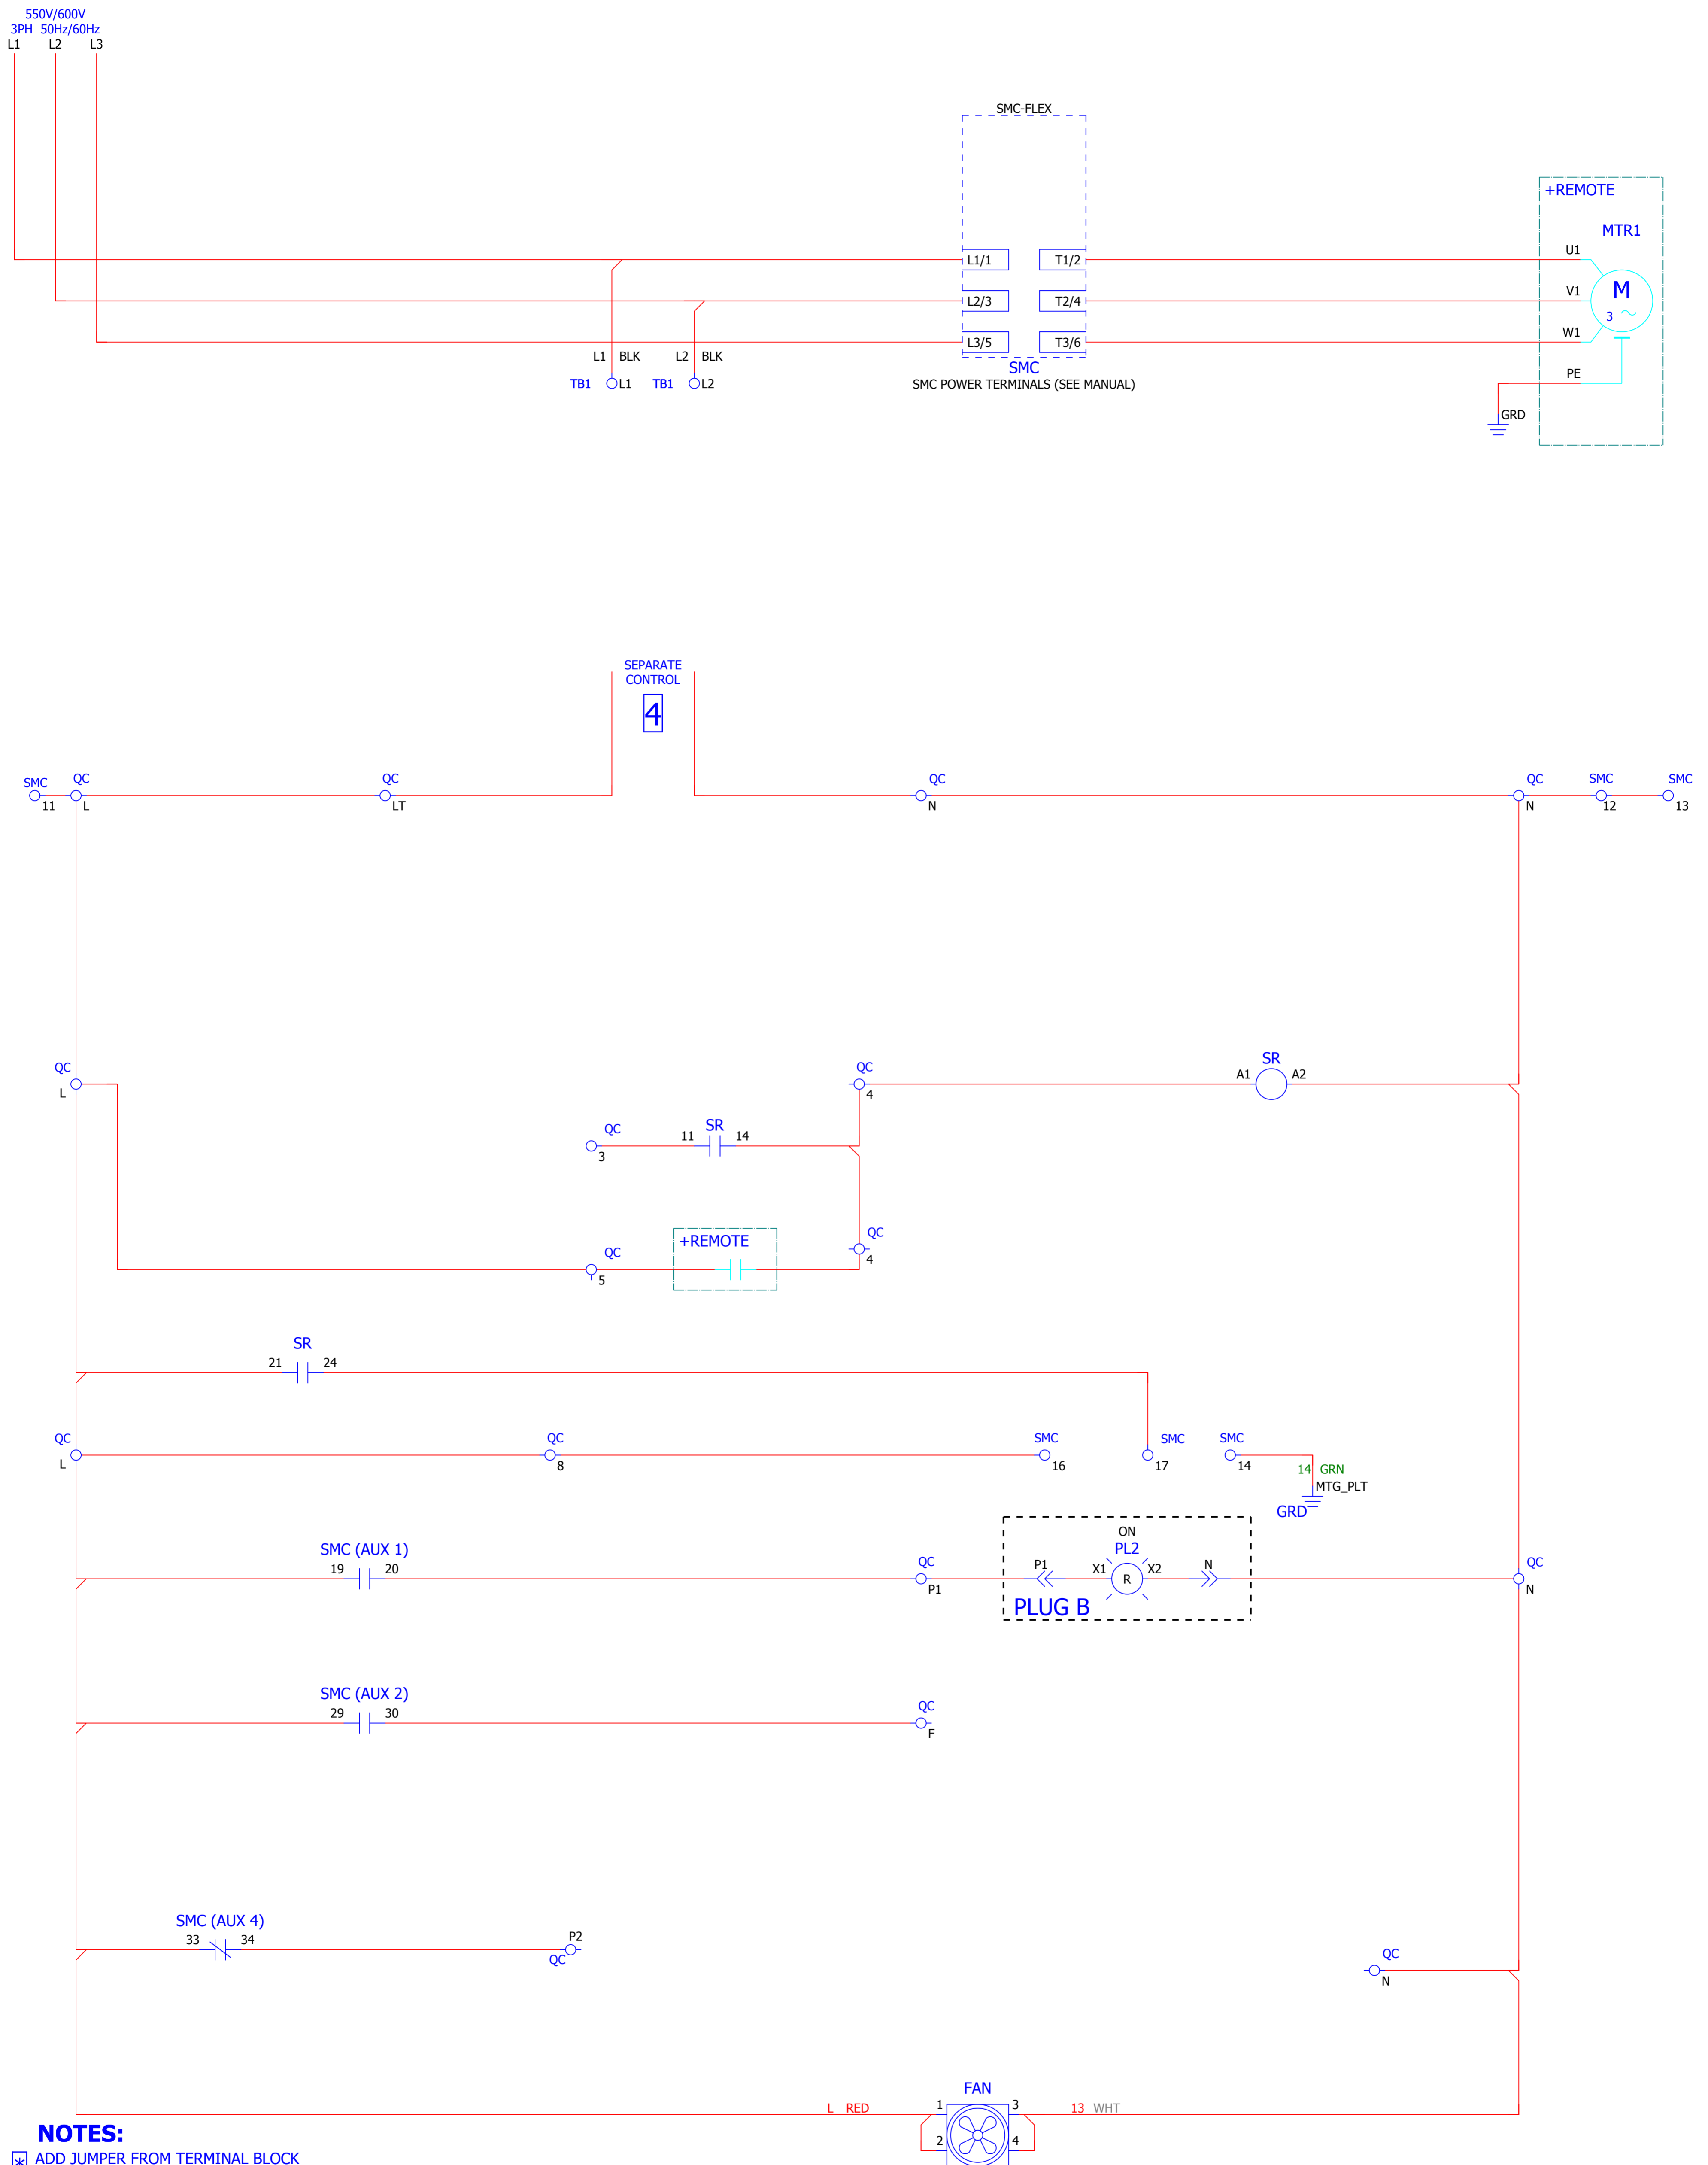 550V/600V
3PH 50Hz/60Hz
L1 L2 L3
SMC-FLEX
+REMOTE
MTR1
U1
L1/1 T1/2
M
3
V1
L2/3 T2/4
W1
L3/5 T3/6
L1 BLK L2 BLK
SMC
TB1 L1 TB1 L2
SMC POWER TERMINALS (SEE MANUAL)
PE
GRD
SEPARATE
CONTROL
4
SMC QC QC QC QC SMC SMC
11 L LT N N 12 13
QC QC SR
A1 A2
L 4
QC SR
11 14
3
QC
+REMOTE QC
4
5
SR
21 24
QC QC SMC SMC SMC
L 8 16 17 14
14 GRN
MTG_PLT
GRD
ON
SMC (AUX 1) PL2
19 20 QC P1 X1 X2 N QC
R
P1 N
PLUG B
SMC (AUX 2)
29 30 QC
F
SMC (AUX 4)
33 34 P2
QC QC
N
FAN
L RED 1 3 13 WHT
2 4
NOTES:
* ADD JUMPER FROM TERMINAL BLOCK